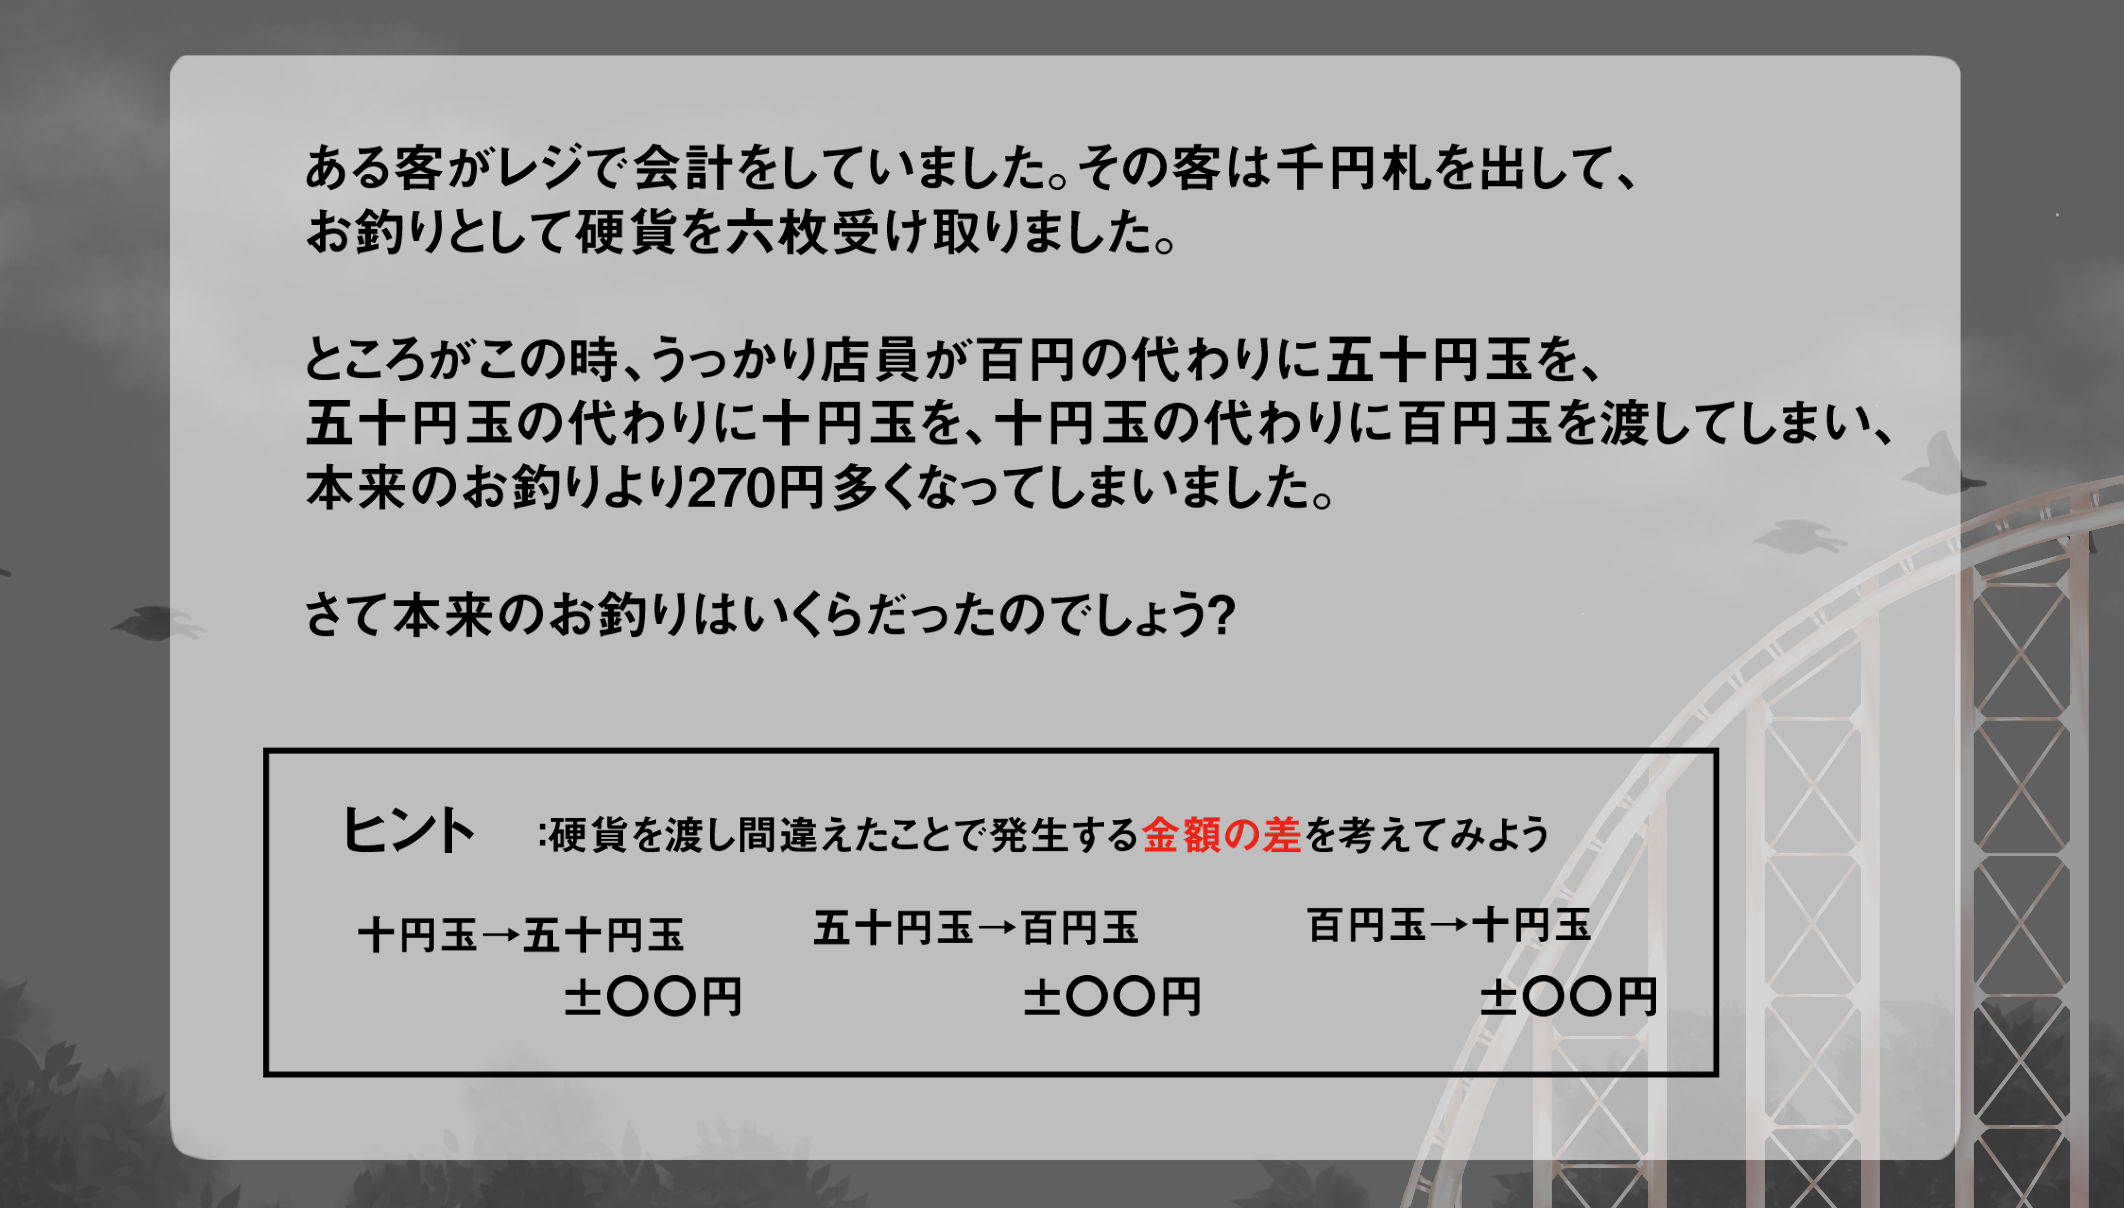 ある客がレジで会計をしていました。その客は千円札を出して、
お釣りとして硬貨を六枚受け取りました。
ところがこの時、うっかり店員が百円の代わりに五十円玉を、
五十円玉の代わりに十円玉を、十円玉の代わりに百円玉を渡してしまい、
本来のお釣りより270円多くなってしまいました。
さて本来のお釣りはいくらだったのでしょう?
ヒント :硬貨を渡し間違えたことで発生する金額の差を考えてみよう
十円玉→五十円玉 五十円玉→百円玉 百円玉→十円玉
±〇〇円 ±〇〇円 ±〇〇円